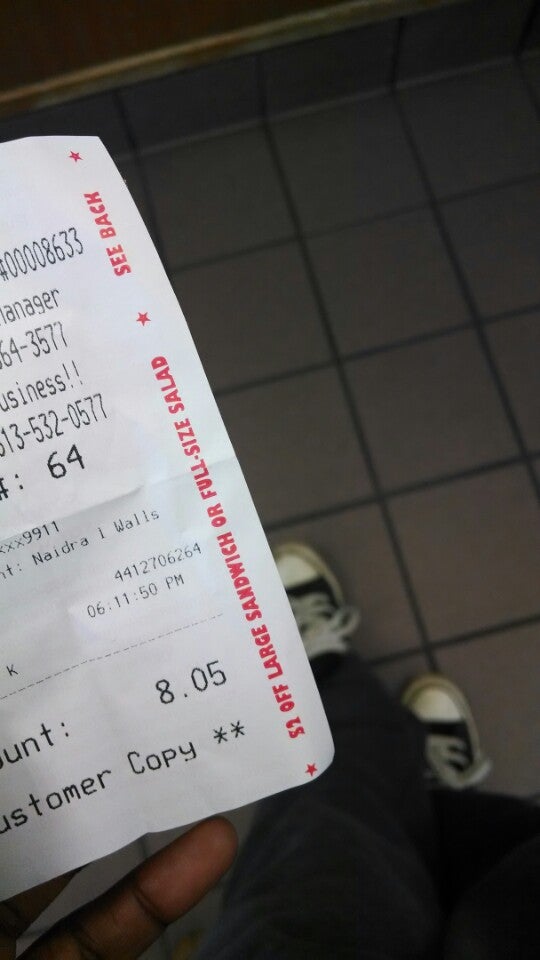 #00008633
Manager
64-3577
usiness!!
513-532-0577
#: 64
xxx9911
nt: Naidra i Walls
4412706264
06:11:50 PM
K
8.05
ount:
ustomer Copy **
SEE BACK
$2 OFF LARGE SANDWICH OR FULL-SIZE SALAD